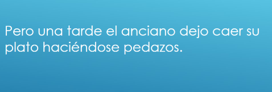 Pero una tarde el anciano dejo caer su
plato haciéndose pedazos.